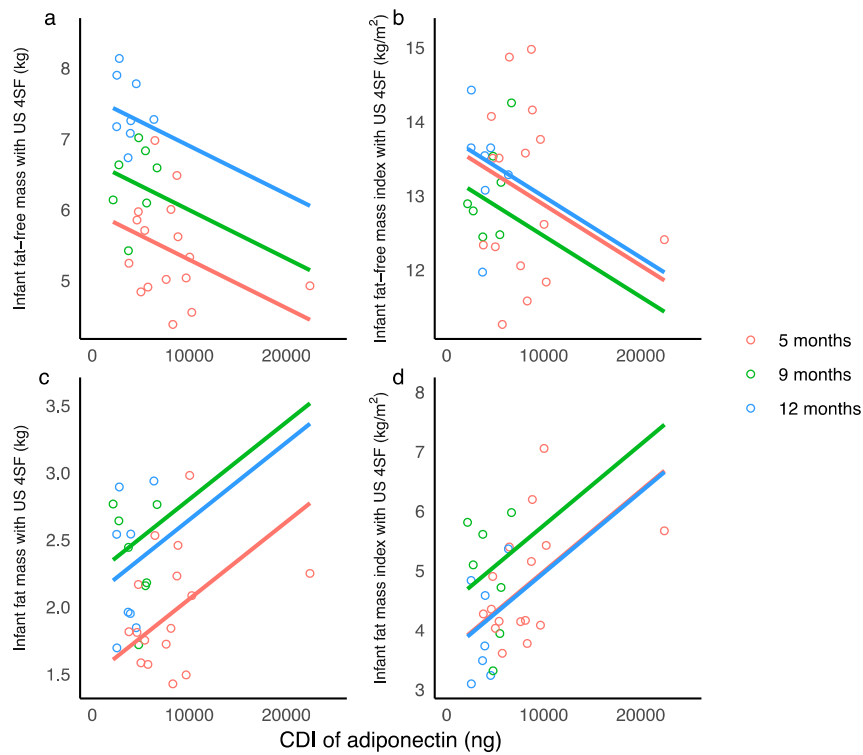 a
Infant fat-free mass with US 4SF (kg)
8
7
6
5
0
10000
20000
b
Infant fat-free mass index with US 4SF (kg/m²)
15
14
13
12
0
10000
20000
c
Infant fat mass with US 4SF (kg)
3.5
3.0
2.5
2.0
1.5
0
10000
20000
d
Infant fat mass index with US 4SF (kg/m²)
8
7
6
5
4
3
0
10000
20000
CDI of adiponectin (ng)
5 months
9 months
12 months